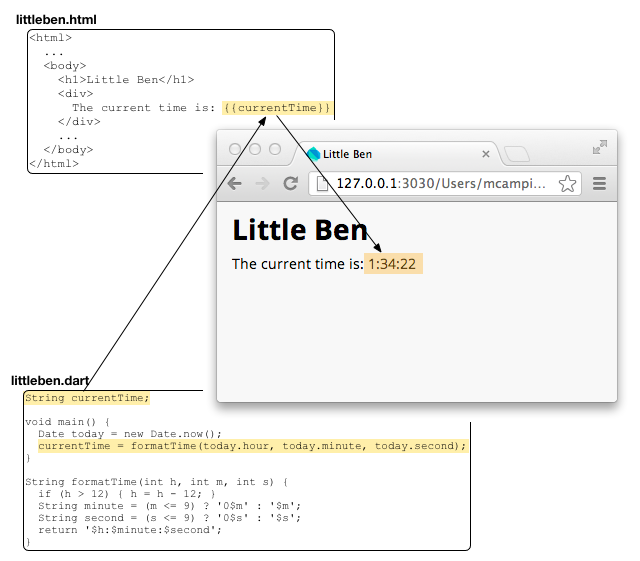 littleben.html
<html>
...
<body>
<h1>Little Ben</h1>
<div>
The current time is: {{currentTime}}
</div>
...
</body>
</html>
Little Ben
127.0.0.1:3030/Users/mcampi...
Little Ben
The current time is: 1:34:22
littleben.dart
String currentTime;
void main() {
Date today = new Date.now();
currentTime = formatTime(today.hour, today.minute, today.second);
}
String formatTime(int h, int m, int s) {
if (h > 12) { h = h - 12; }
String minute = (m <= 9) ? '0$m' : '$m';
String second = (s <= 9) ? '0$s' : '$s';
return '$h:$minute:$second';
}